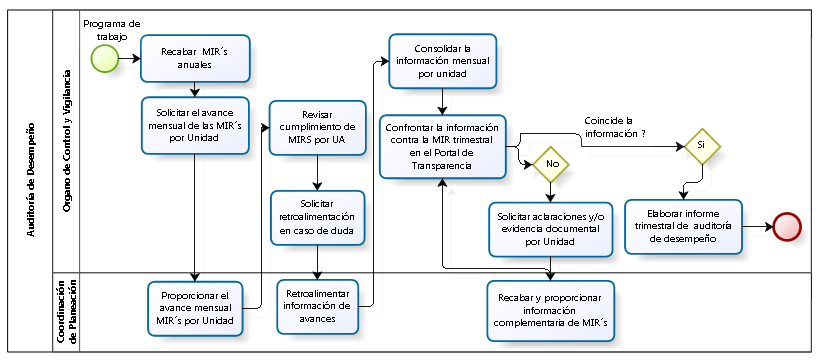 Auditoría de Desempeño
Organo de Control y Vigilancia
Coordinación
de Planeación
Programa de
trabajo
Recabar MIR´s
anuales
Solicitar el avance
mensual de las MIR´s
por Unidad
Proporcionar el
avance mensual
MIR´s por Unidad
Revisar
cumplimiento de
MIRS por UA
Solicitar
retroalimentación
en caso de duda
Retroalimentar
información de
avances
Consolidar la
información mensual
por unidad
Confrontar la información
contra la MIR trimestral
en el Portal de
Transparencia
Coincide la
información ?
No
Si
Solicitar aclaraciones y/o
evidencia documental
por Unidad
Recabar y proporcionar
información
complementaria de MIR´s
Elaborar informe
trimestral de auditoría
de desempeño